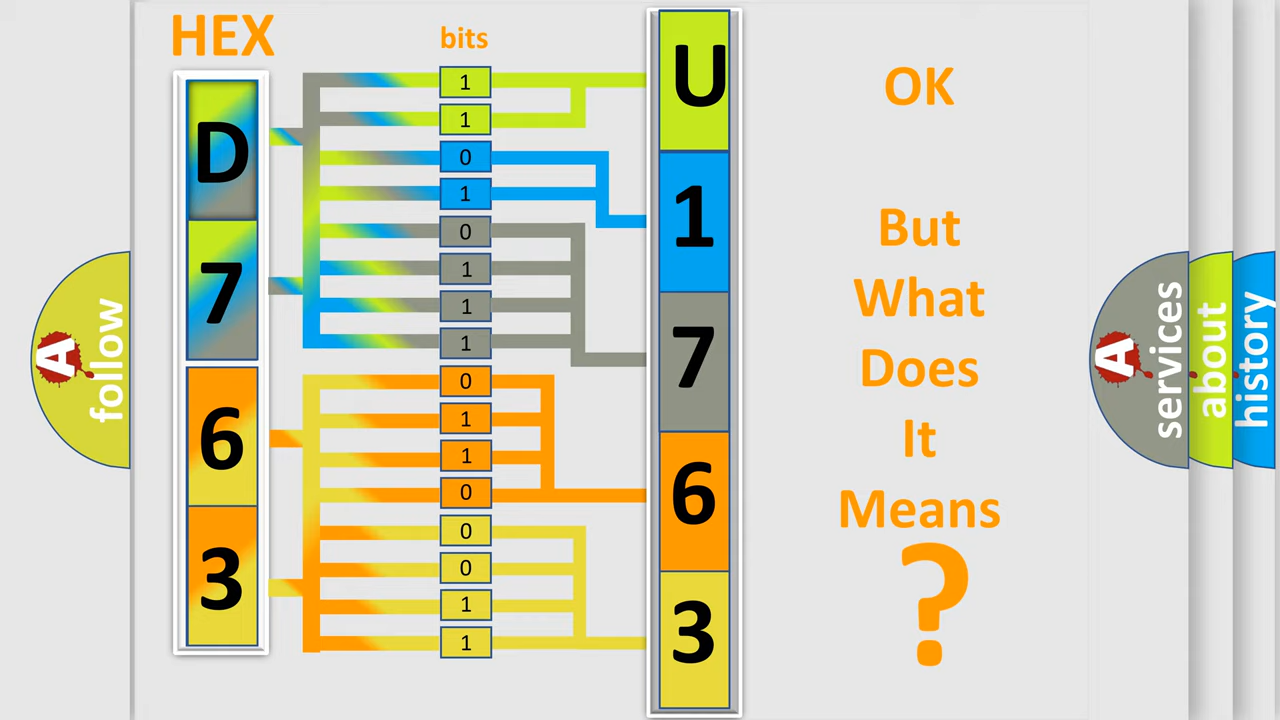 HEX
bits
D
7
6
3
1
1
0
1
0
1
1
1
0
1
1
0
0
0
1
1
U
1
7
6
3
OK
But
What
Does
It
Means
?
A
follow
A
services
about
history